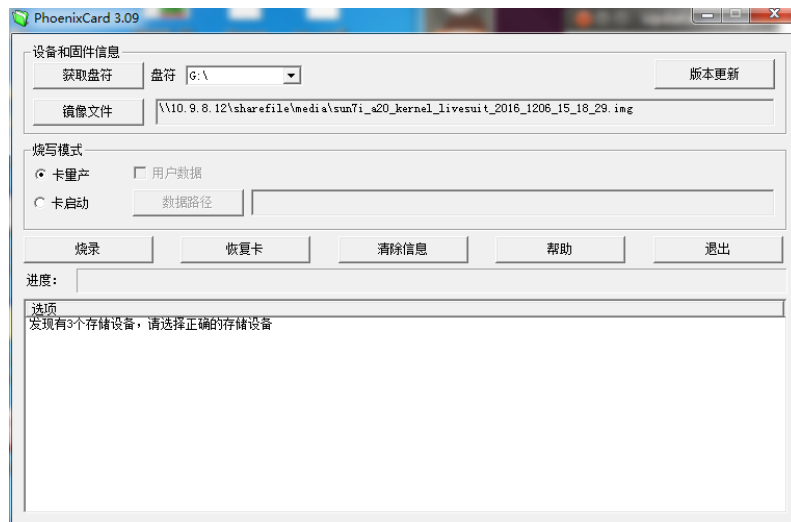 PhoenixCard 3.09
设备和固件信息
获取盘符 盘符 G:\ 版本更新
镜像文件 \\10.9.8.12\sharefile\media\sun7i_a20_kernel_livesuit_2016_1206_15_18_29.img
烧写模式
卡量产 用户数据
卡启动 数据路径
烧录 恢复卡 清除信息 帮助 退出
进度：
选项
发现有3个存储设备，请选择正确的存储设备